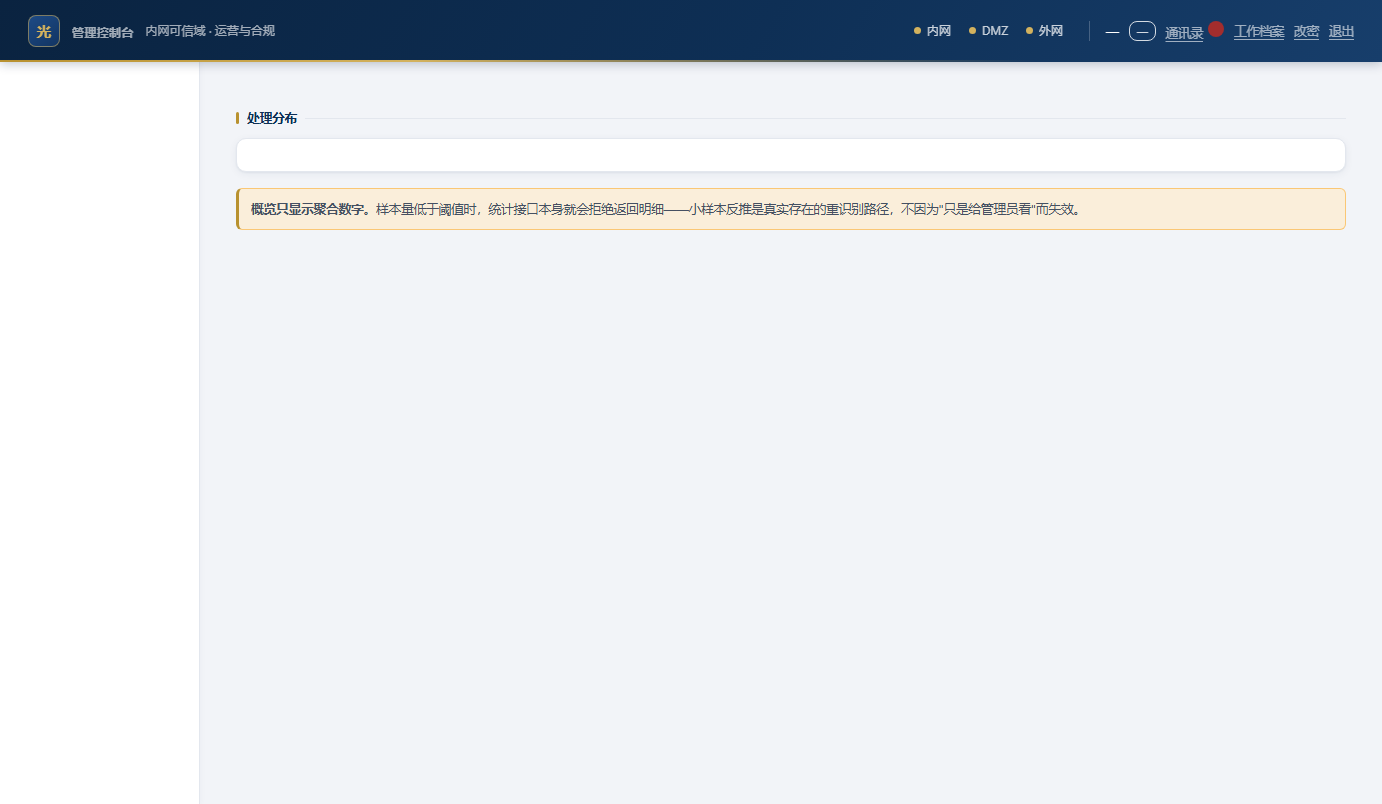 光 管理控制台 内网可信域 · 运营与合规 内网 DMZ 外网 — — 通讯录 工作档案 改密 退出
处理分布
概览只显示聚合数字。样本量低于阈值时，统计接口本身就会拒绝返回明细——小样本反推是真实存在的重识别路径，不因为"只是给管理员看"而失效。